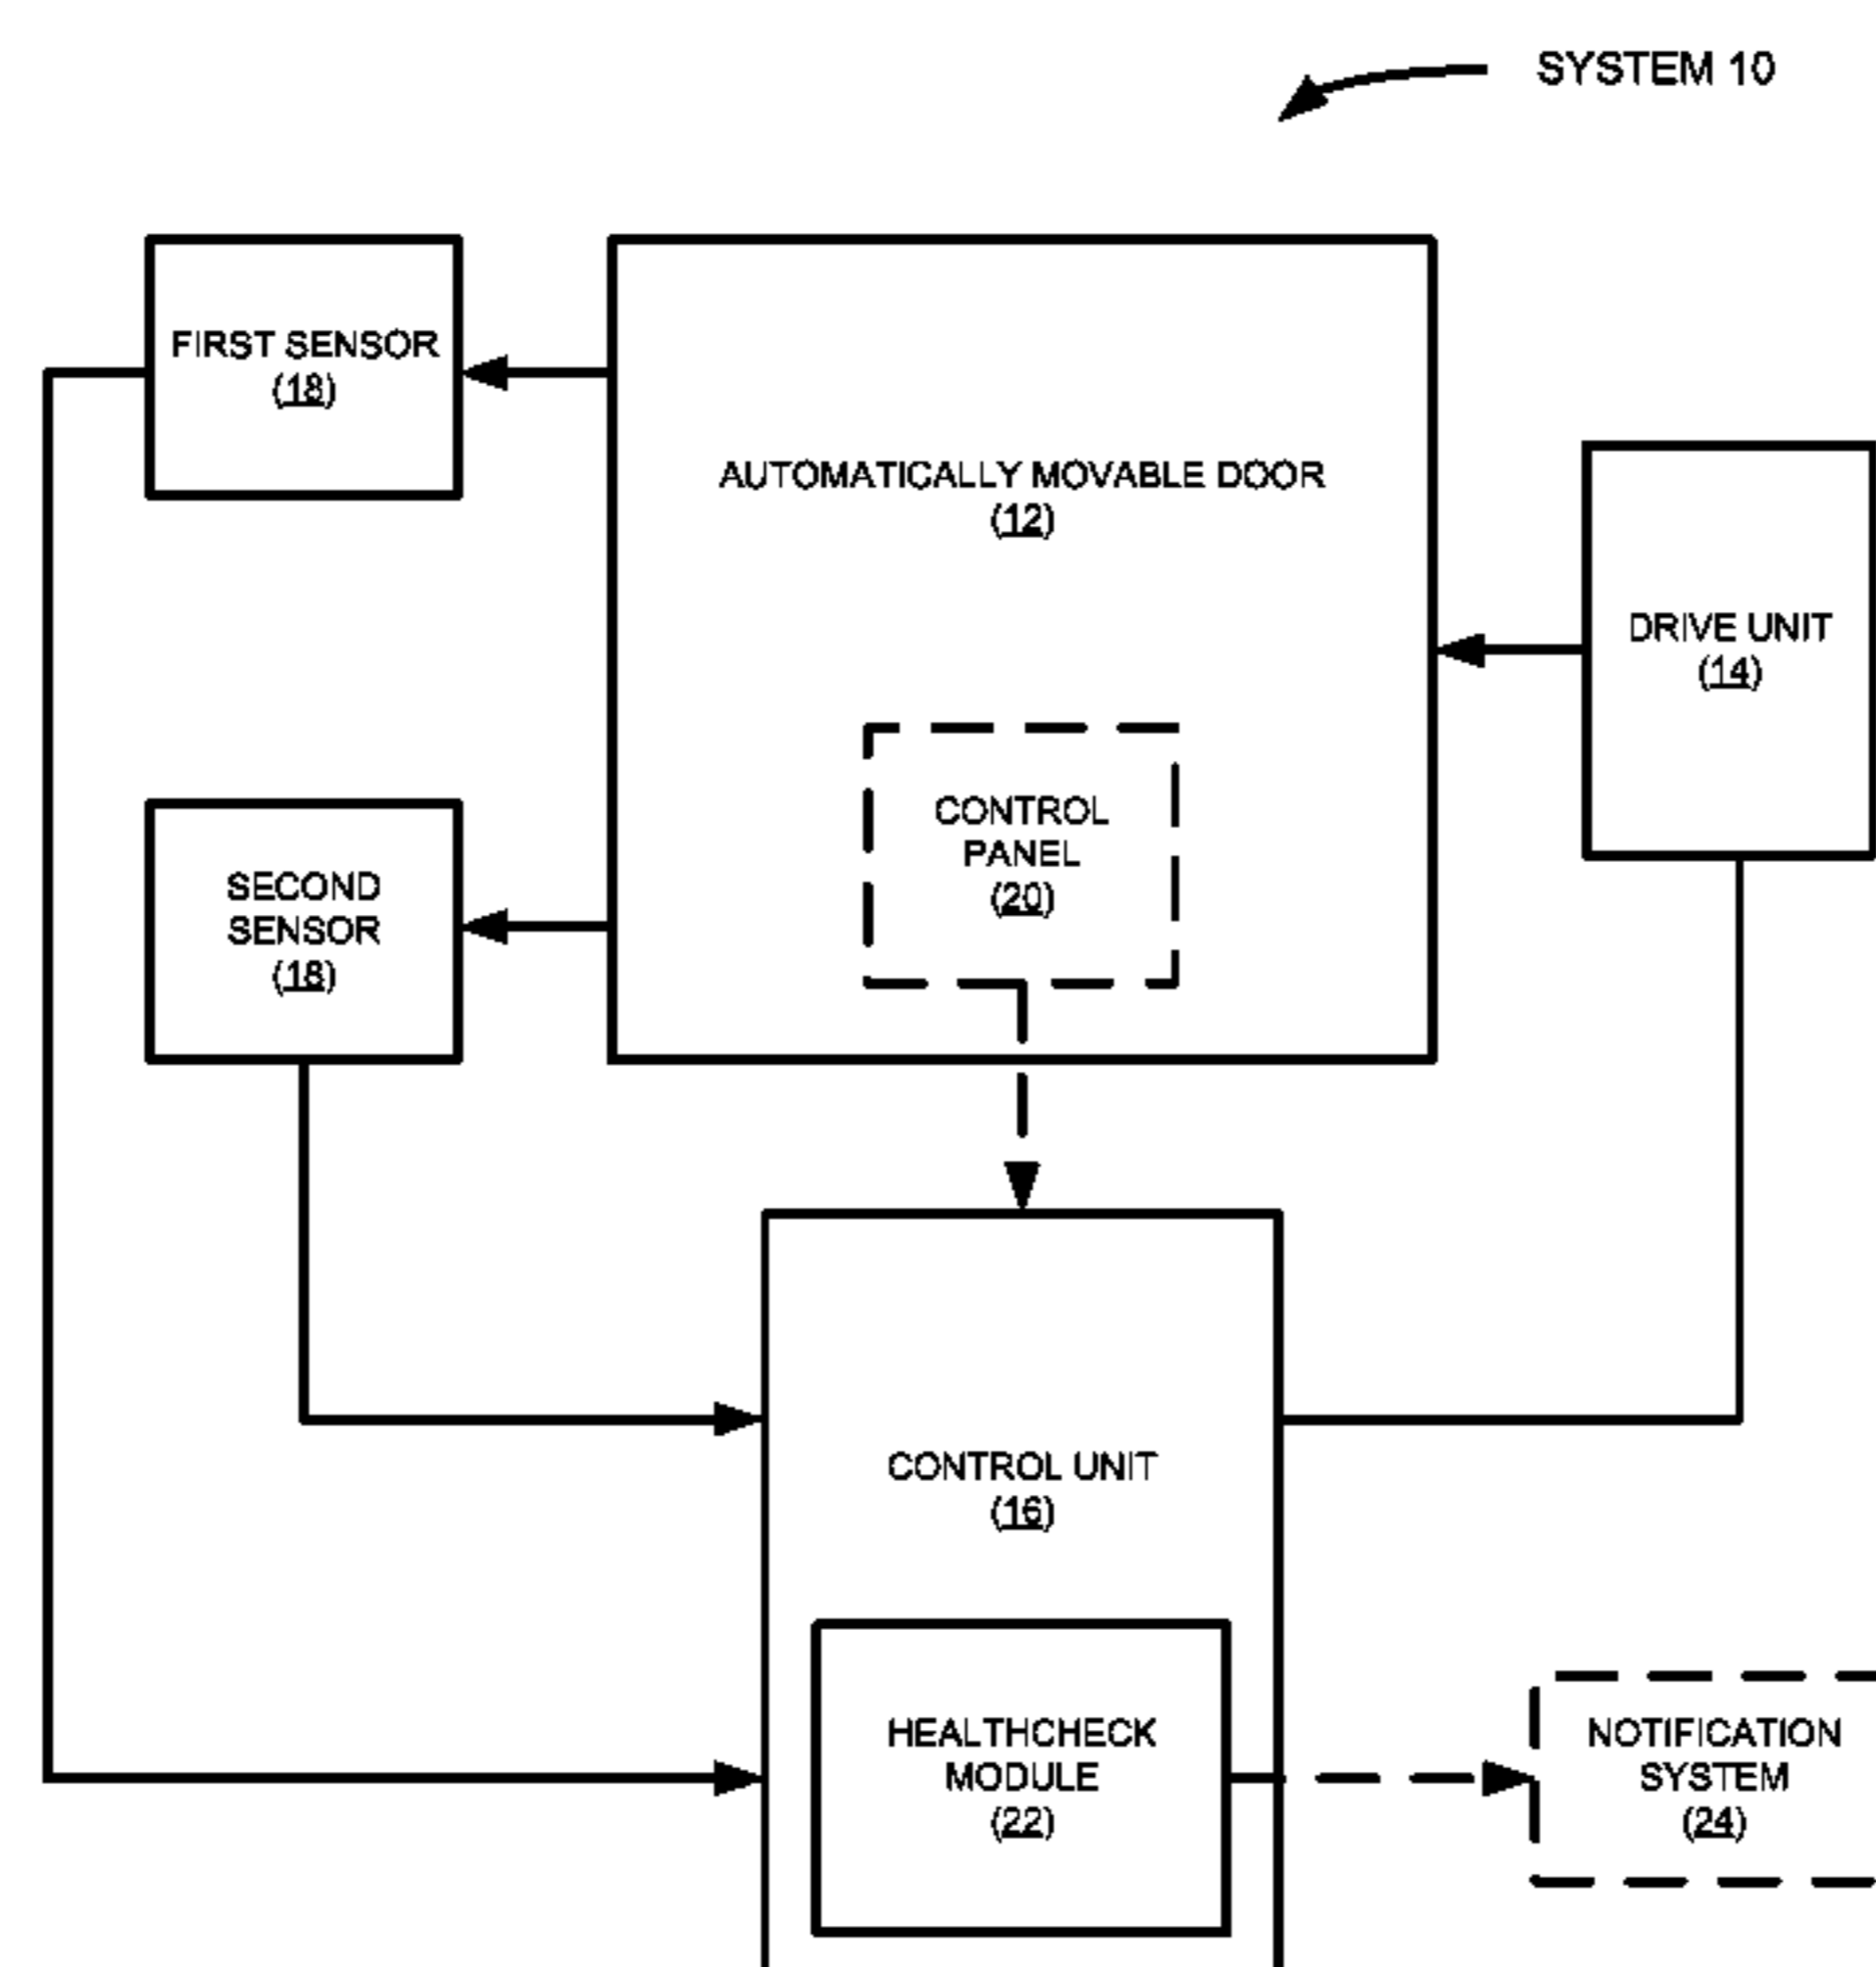 SYSTEM 10
FIRST SENSOR
(18)
AUTOMATICALLY MOVABLE DOOR
(12)
DRIVE UNIT
(14)
CONTROL
PANEL
(20)
SECOND
SENSOR
(18)
CONTROL UNIT
(16)
HEALTHCHECK
MODULE
(22)
NOTIFICATION
SYSTEM
(24)